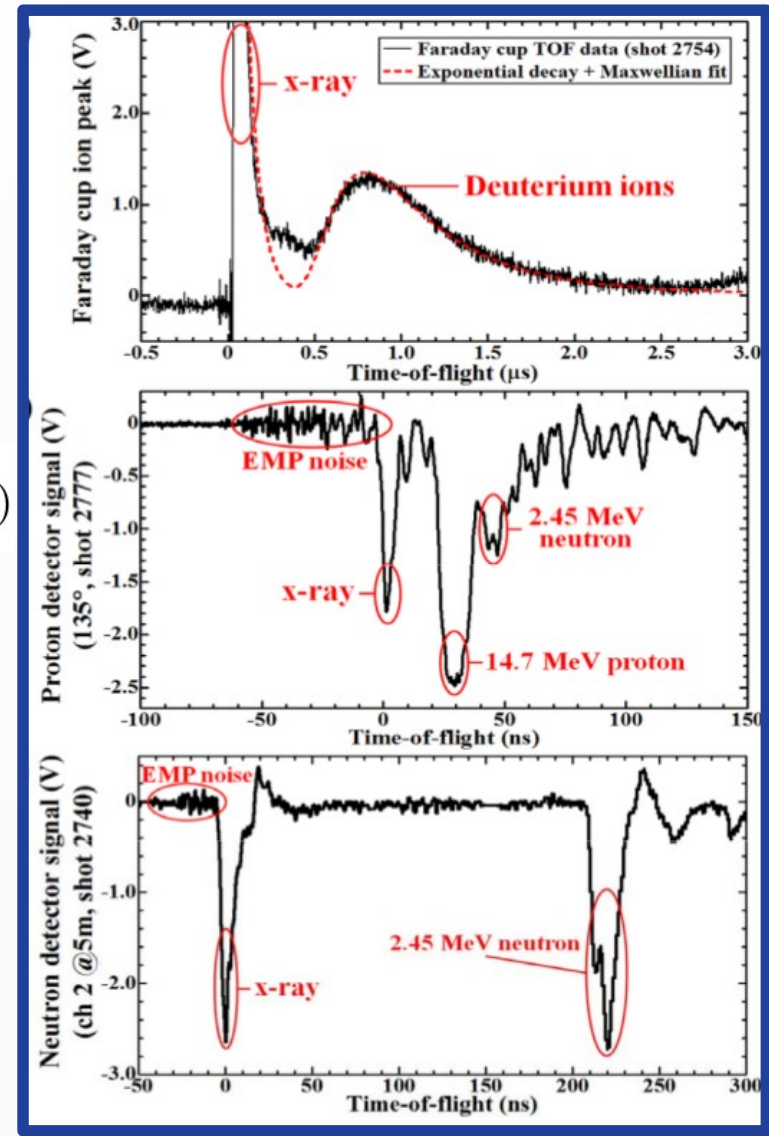 )
3.0
2.0
1.0
0
Faraday cup ion peak (V)
Faraday cup TOF data (shot 2754)
Exponential decay + Maxwellian fit
x-ray
Deuterium ions
-0.5 0 0.5 1.0 1.5 2.0 2.5 3.0
Time-of-flight (μs)
)
)
0
-0.5
-1.0
-1.5
-2.0
-2.5
Proton detector signal (V)
(135°, shot 2777)
EMP noise
2.45 MeV
neutron
x-ray
14.7 MeV proton
-100 -50 0 50 100 150
Time-of-flight (ns)
0
-1.0
-2.0
-3.0
Neutron detector signal (V)
(ch 2 @5m, shot 2740)
EMP noise
2.45 MeV neutron
x-ray
-50 0 50 100 150 200 250 300
Time-of-flight (ns)